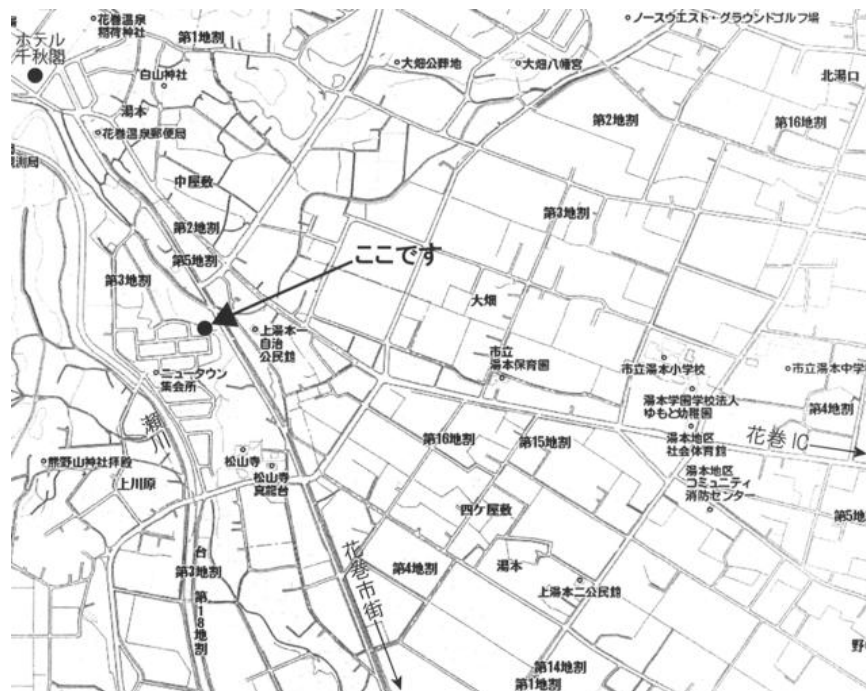 花巻温泉
稲荷神社
第1地割
ノースウエスト・グラウンドゴルフ場
ホテル
千秋閣
白山神社
大畑公葬地
大畑八幡宮
北湯口
湯本
第2地割
第16地割
花巻温泉郵便局
中屋敷
第3地割
第2地割
第5地割
ここです
第3地割
大畑
上湯本一
自治
公民館
市立
湯本保育園
市立湯本小学校
市立湯本中学校
ニュータウン
集会所
湯本学園学校法人
ゆもと幼稚園
第4地割
瀬川
第16地割
第15地割
湯本地区
社会体育館
花巻IC
熊野山神社拝殿
松山寺
松山寺
真龍台
上川原
湯本地区
コミュニティ
消防センター
四ケ屋敷
第5地
台
第3地割
第18地割
花巻市街
第4地割
湯本
上湯本二公民館
野
第14地割
第1地割